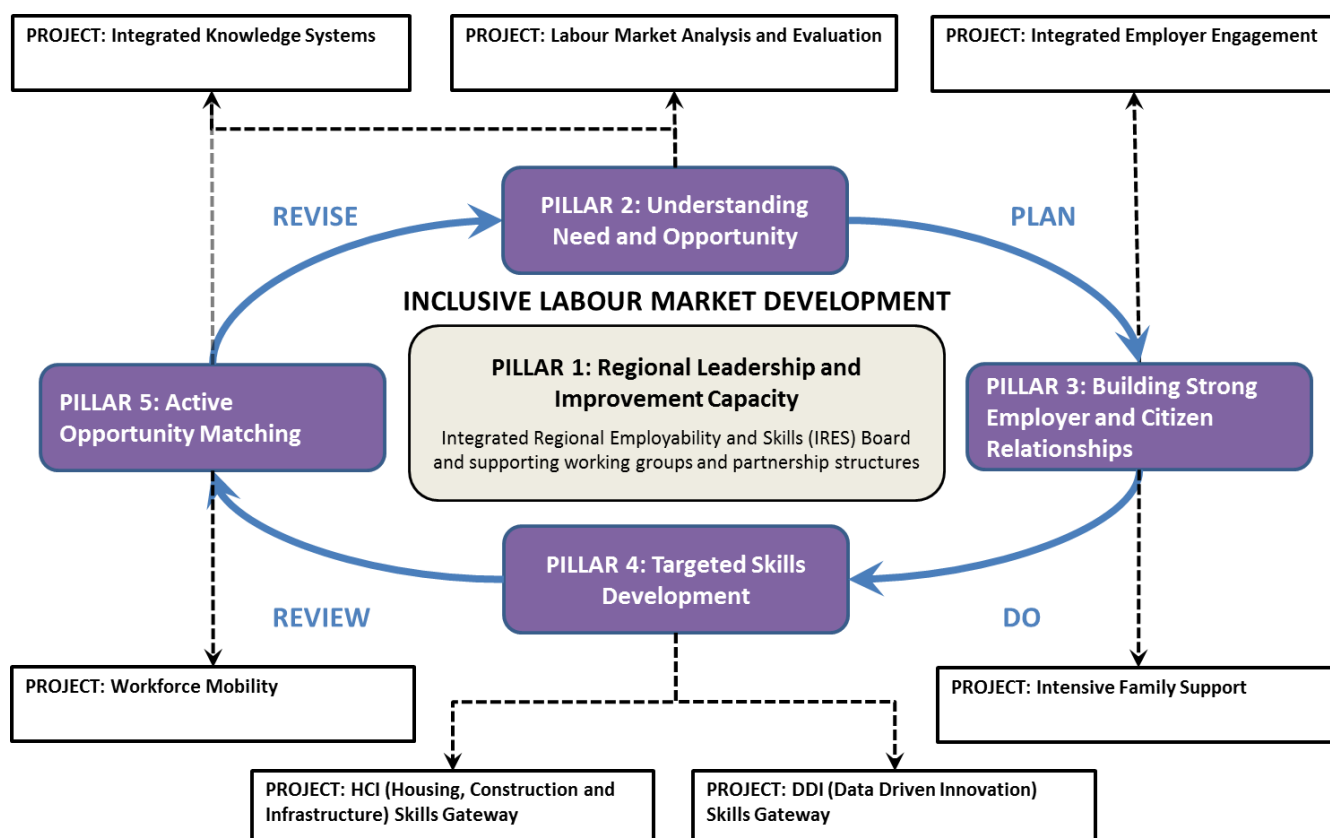 PROJECT: Integrated Knowledge Systems
PROJECT: Labour Market Analysis and Evaluation
PROJECT: Integrated Employer Engagement
REVISE
PILLAR 2: Understanding
Need and Opportunity
PLAN
INCLUSIVE LABOUR MARKET DEVELOPMENT
PILLAR 1: Regional Leadership and
Improvement Capacity
Integrated Regional Employability and Skills (IRES) Board
and supporting working groups and partnership structures
PILLAR 5: Active
Opportunity Matching
PILLAR 3: Building Strong
Employer and Citizen
Relationships
PILLAR 4: Targeted Skills
Development
REVIEW
DO
PROJECT: Workforce Mobility
PROJECT: Intensive Family Support
PROJECT: HCI (Housing, Construction and
Infrastructure) Skills Gateway
PROJECT: DDI (Data Driven Innovation)
Skills Gateway